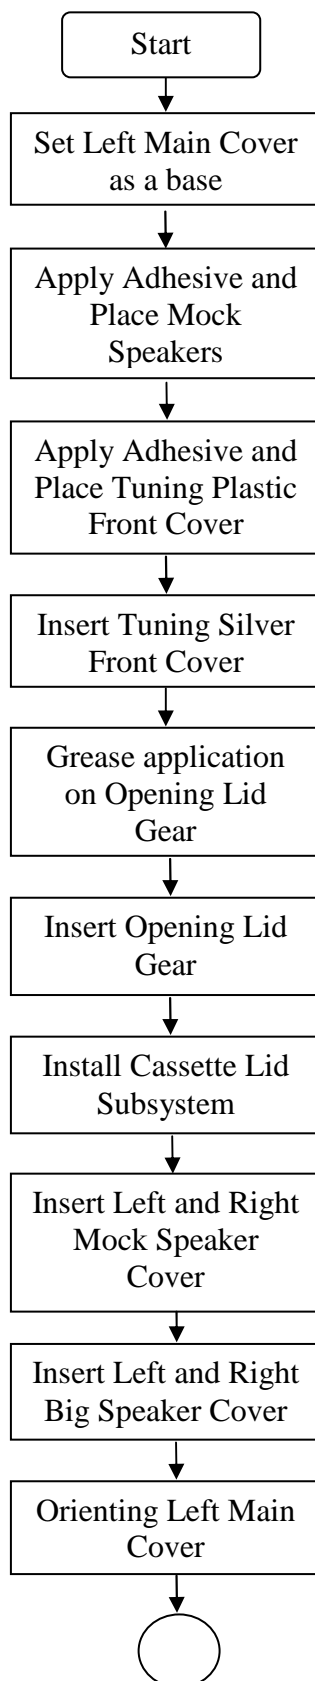 Start
Set Left Main Cover
as a base
Apply Adhesive and
Place Mock
Speakers
Apply Adhesive and
Place Tuning Plastic
Front Cover
Insert Tuning Silver
Front Cover
Grease application
on Opening Lid
Gear
Insert Opening Lid
Gear
Install Cassette Lid
Subsystem
Insert Left and Right
Mock Speaker
Cover
Insert Left and Right
Big Speaker Cover
Orienting Left Main
Cover